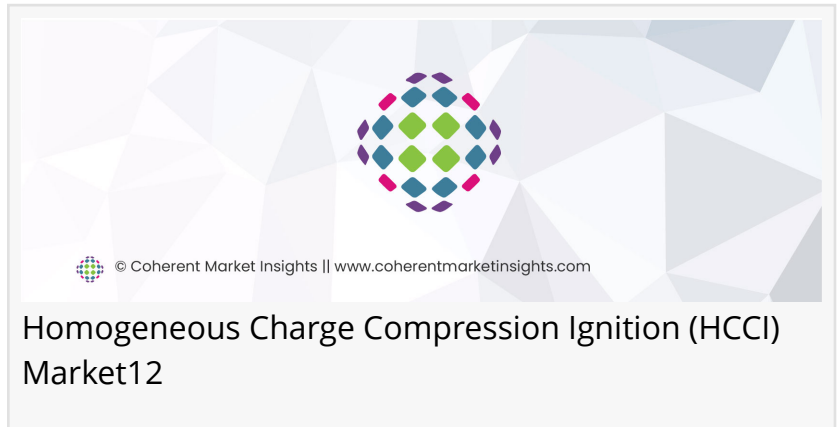 © Coherent Market Insights || www.coherentmarketinsights.com
Homogeneous Charge Compression Ignition (HCCI)
Market12